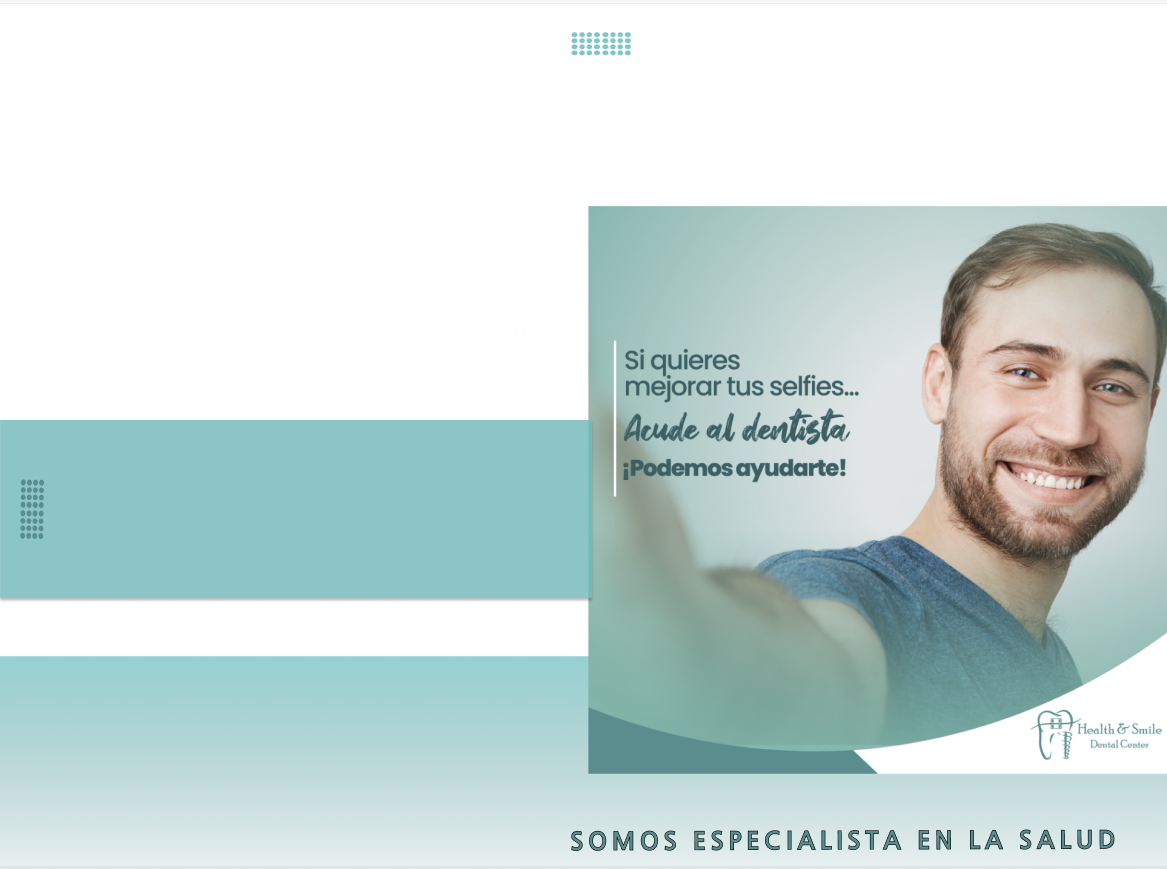 Si quieres
mejorar tus selfies...
Acude al dentista
¡Podemos ayudarte!
Health & Smile
Dental Center
SOMOS ESPECIALISTA EN LA SALUD